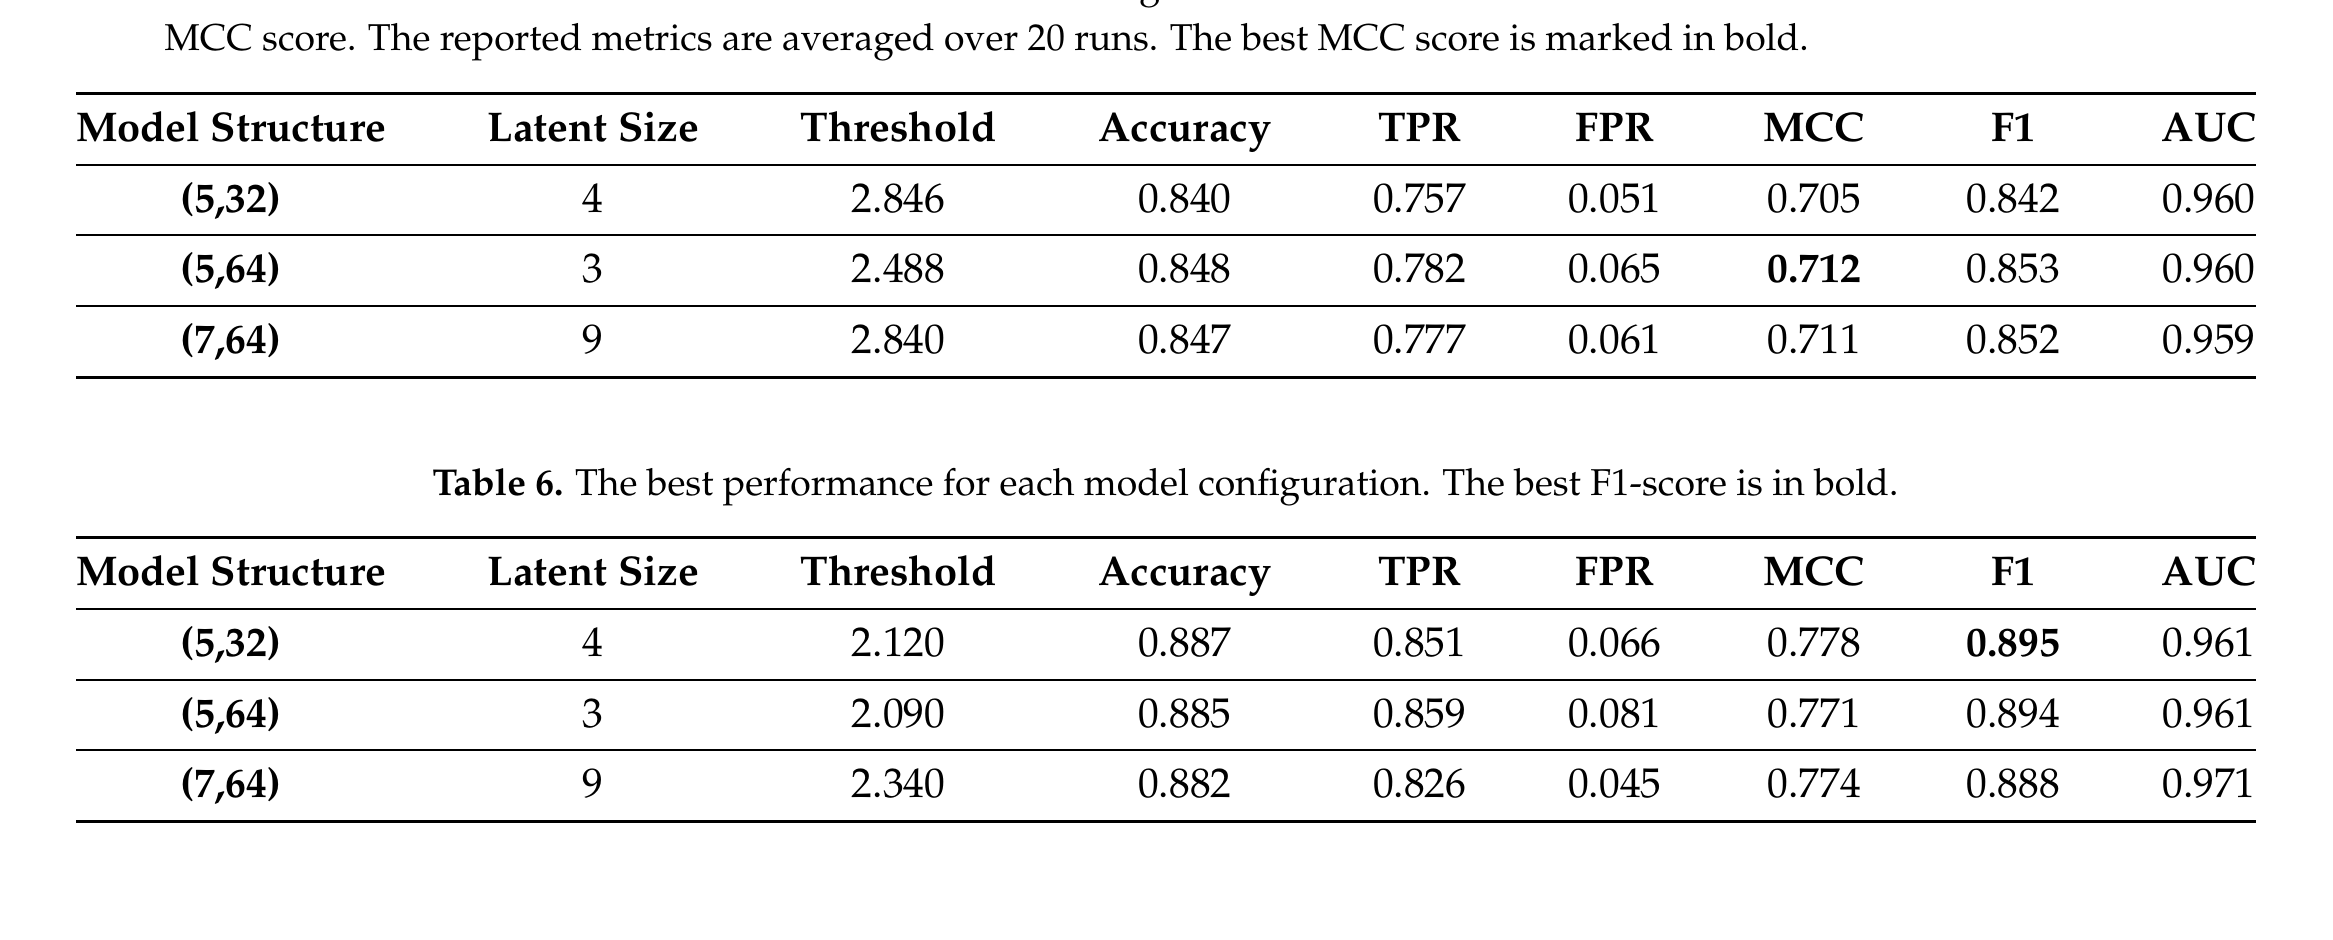 MCC score. The reported metrics are averaged over 20 runs. The best MCC score is marked in bold.
Model Structure Latent Size Threshold Accuracy TPR FPR MCC F1 AUC
(5,32) 4 2.846 0.840 0.757 0.051 0.705 0.842 0.960
(5,64) 3 2.488 0.848 0.782 0.065 0.712 0.853 0.960
(7,64) 9 2.840 0.847 0.777 0.061 0.711 0.852 0.959
Table 6. The best performance for each model configuration. The best F1-score is in bold.
Model Structure Latent Size Threshold Accuracy TPR FPR MCC F1 AUC
(5,32) 4 2.120 0.887 0.851 0.066 0.778 0.895 0.961
(5,64) 3 2.090 0.885 0.859 0.081 0.771 0.894 0.961
(7,64) 9 2.340 0.882 0.826 0.045 0.774 0.888 0.971